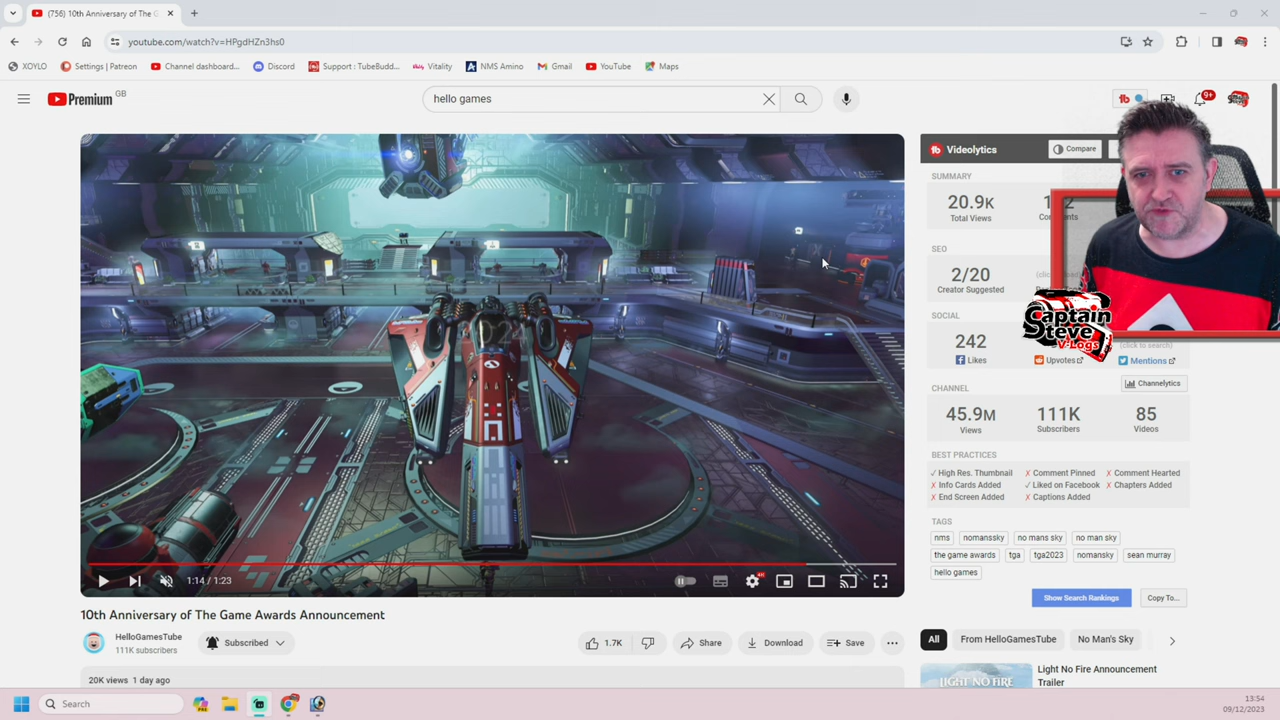 (756) 10th Anniversary of The G
youtube.com/watch?v=HPgdHZn3hs0
XOYLO
Settings | Patreon
Channel dashboard...
Discord
Support : TubeBudd...
Vitality
NMS Amino
Gmail
YouTube
Maps
Premium GB
hello games
9+
Videolytics
Compare
SUMMARY
20.9K
Total Views
SEO
2/20
Creator Suggested
SOCIAL
242
Likes
Upvotes
(click to search)
Mentions
Captain
Steve
V-Logs
CHANNEL
Channelytics
45.9M 111K 85
Views Subscribers Videos
BEST PRACTICES
✓ High Res. Thumbnail ✗ Comment Pinned ✗ Comment Hearted
✗ Info Cards Added ✓ Liked on Facebook ✗ Chapters Added
✗ End Screen Added ✗ Captions Added
TAGS
nms nomanssky no mans sky no man sky
the game awards tga tga2023 nomansky sean murray
hello games
Show Search Rankings Copy To...
1:14 / 1:23
10th Anniversary of The Game Awards Announcement
HelloGamesTube
111K subscribers
Subscribed
1.7K
Share
Download
Save
20K views 1 day ago
All From HelloGamesTube No Man's Sky
LIGHT NO FIRE
Light No Fire Announcement
Trailer
Search
13:54
09/12/2023